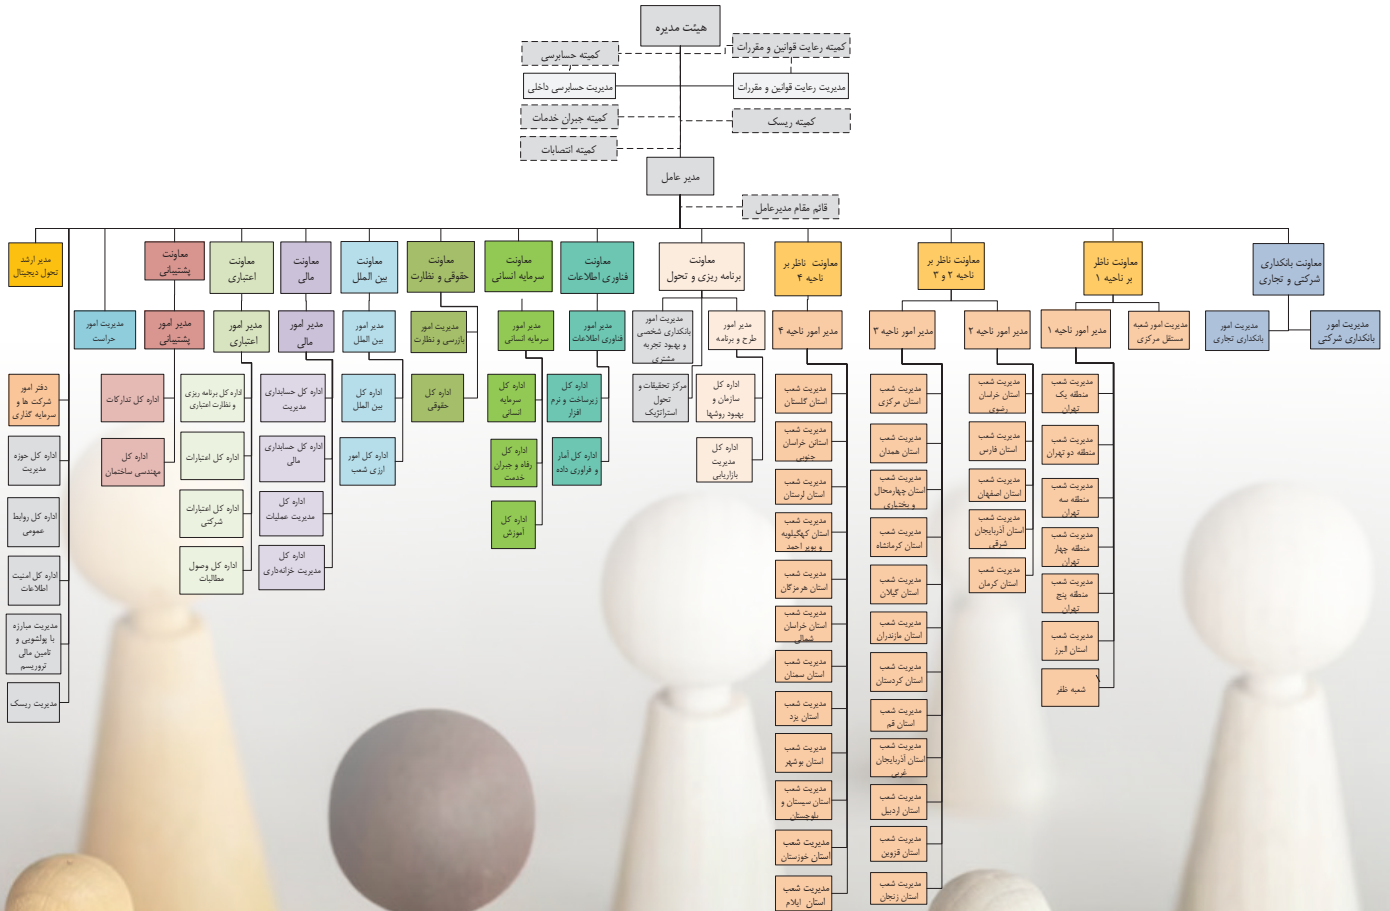 هیئت مدیره
کمیته رعایت قوانین و مقررات
کمیته حسابرسی
مدیریت رعایت قوانین و مقررات
مدیریت حسابرسی داخلی
کمیته جبران خدمات
کمیته ریسک
کمیته انتصابات
مدیر عامل
قائم مقام مدیرعامل
معاونت بانکداری
شرکتی و تجاری
مدیریت امور
بانکداری شرکتی
مدیریت امور
بانکداری تجاری
معاونت ناظر
بر ناحیه ۱
مدیریت امور شعبه
مستقل مرکزی
مدیر امور ناحیه ۱
مدیریت شعب
منطقه یک
تهران
مدیریت شعب
منطقه دو تهران
مدیریت شعب
منطقه سه
تهران
مدیریت شعب
منطقه چهار
تهران
مدیریت شعب
منطقه پنج
تهران
مدیریت شعب
استان البرز
شعبه ظفر
معاونت ناظر بر
ناحیه ۲ و ۳
مدیر امور ناحیه ۲
مدیریت شعب
استان خراسان
رضوی
مدیریت شعب
استان فارس
مدیریت شعب
استان اصفهان
مدیریت شعب
استان آذربایجان
شرقی
مدیریت شعب
استان کرمان
مدیر امور ناحیه ۳
مدیریت شعب
استان مرکزی
مدیریت شعب
استان همدان
مدیریت شعب
استان چهارمحال
و بختیاری
مدیریت شعب
استان کرمانشاه
مدیریت شعب
استان گیلان
مدیریت شعب
استان مازندران
مدیریت شعب
استان کردستان
مدیریت شعب
استان قم
مدیریت شعب
استان آذربایجان
غربی
مدیریت شعب
استان اردبیل
مدیریت شعب
استان قزوین
مدیریت شعب
استان زنجان
معاونت ناظر بر
ناحیه ۴
مدیر امور ناحیه ۴
مدیریت شعب
استان گلستان
مدیریت شعب
استانن خراسان
جنوبی
مدیریت شعب
استان لرستان
مدیریت شعب
استان کهگیلویه
و بویر احمد
مدیریت شعب
استان هرمزگان
مدیریت شعب
استان خراسان
شمالی
مدیریت شعب
استان سمنان
مدیریت شعب
استان یزد
مدیریت شعب
استان بوشهر
مدیریت شعب
استان سیستان و
بلوچستان
مدیریت شعب
استان خوزستان
مدیریت شعب
استان ایلام
معاونت
برنامه ریزی و تحول
مدیر امور
طرح و برنامه
اداره کل
سازمان و
بهبود روشها
اداره کل
مدیریت
بازاریابی
مدیریت امور
بانکداری شخصی
و بهبود تجربه
مشتری
مرکز تحقیقات و
تحول
استراتژیک
معاونت
فناوری اطلاعات
مدیر امور
فناوری اطلاعات
اداره کل
زیرساخت و نرم
افزار
اداره کل آمار
و فراوری داده
معاونت
سرمایه انسانی
مدیر امور
سرمایه انسانی
اداره کل
سرمایه
انسانی
اداره کل
رفاه و جبران
خدمت
اداره کل
آموزش
معاونت
حقوقی و نظارت
مدیریت امور
بازرسی و نظارت
اداره کل
حقوقی
معاونت
بین الملل
مدیر امور
بین الملل
اداره کل
بین الملل
اداره کل امور
ارزی شعب
معاونت
مالی
مدیر امور
مالی
اداره کل حسابداری
مدیریت
اداره کل حسابداری
مالی
اداره کل
مدیریت عملیات
اداره کل
مدیریت خزانه‌داری
معاونت
اعتباری
مدیر امور
اعتباری
اداره کل برنامه ریزی
و نظارت اعتباری
اداره کل اعتبارات
اداره کل اعتبارات
شرکتی
اداره کل وصول
مطالبات
معاونت
پشتیبانی
مدیر امور
پشتیبانی
اداره کل تدارکات
اداره کل
مهندسی ساختمان
مدیریت امور
حراست
مدیر ارشد
تحول دیجیتال
دفتر امور
شرکت ها و
سرمایه گذاری
اداره کل حوزه
مدیریت
اداره کل روابط
عمومی
اداره کل امنیت
اطلاعات
مدیریت مبارزه
با پولشویی و
تامین مالی
تروریسم
مدیریت ریسک